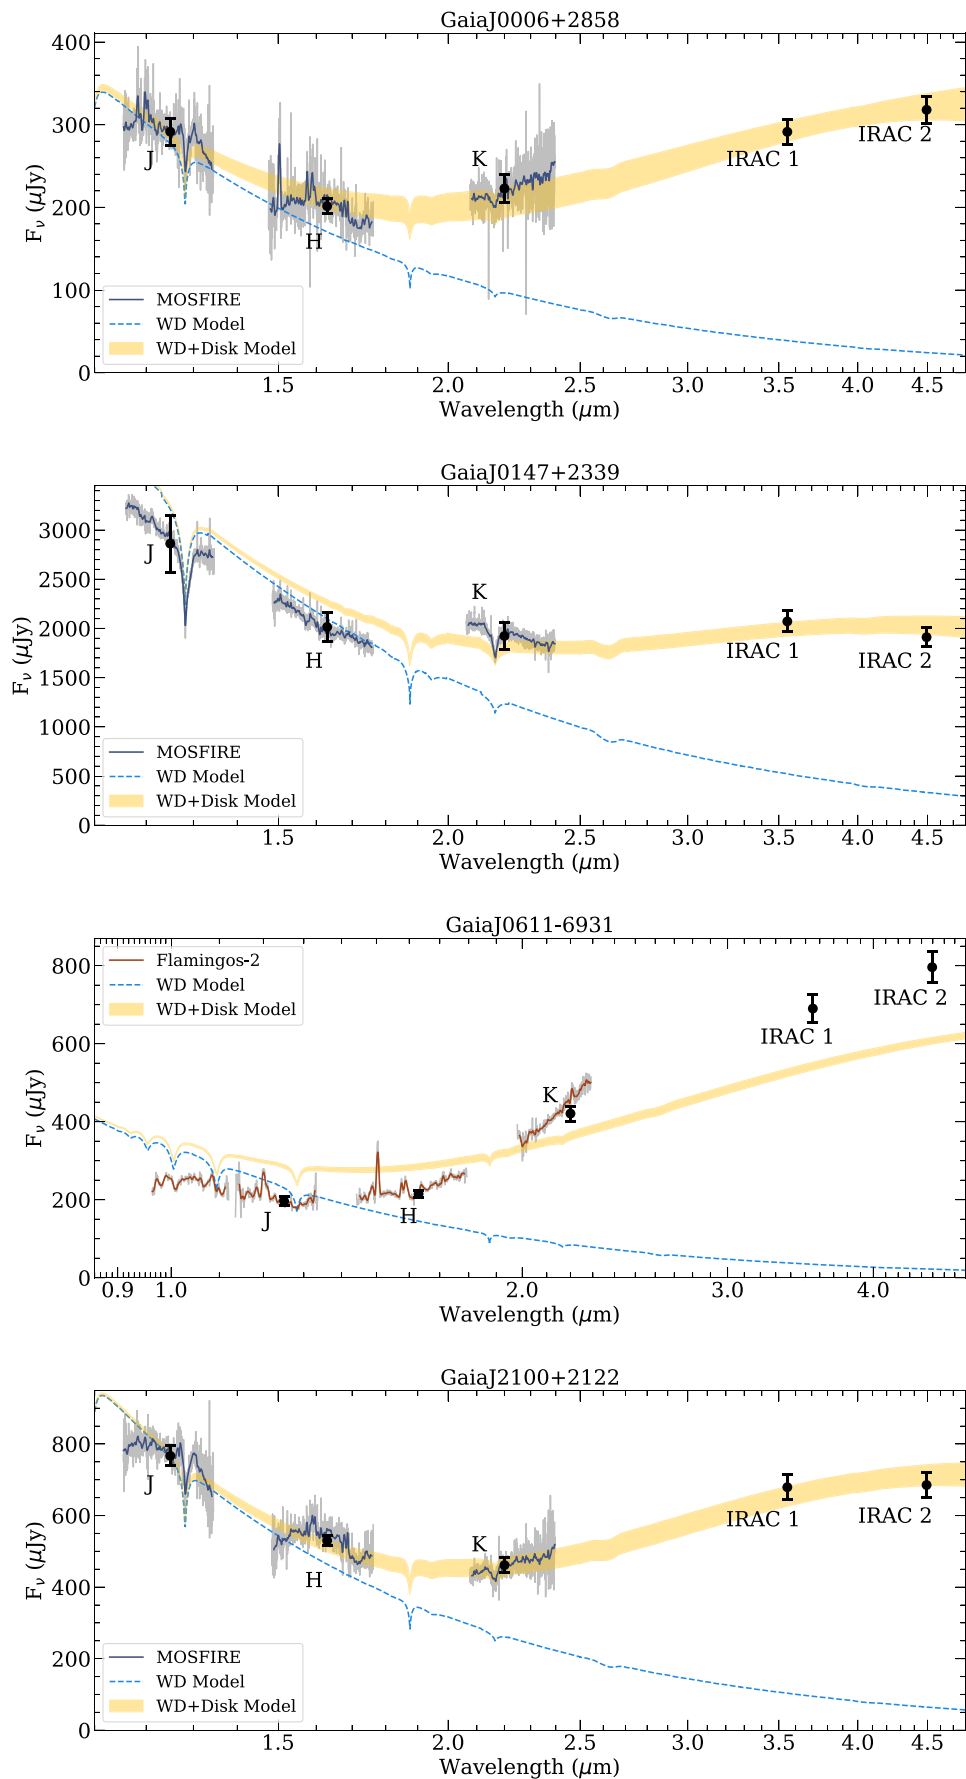 GaiaJ0006+2858
400
300
200
100
0
F_ν (μJy)
J
H
K
IRAC 1
IRAC 2
MOSFIRE
WD Model
WD+Disk Model
1.5 2.0 2.5 3.0 3.5 4.0 4.5
Wavelength (μm)
GaiaJ0147+2339
3000
2500
2000
1500
1000
500
0
F_ν (μJy)
J
H
K
IRAC 1
IRAC 2
MOSFIRE
WD Model
WD+Disk Model
1.5 2.0 2.5 3.0 3.5 4.0 4.5
Wavelength (μm)
GaiaJ0611-6931
800
600
400
200
0
F_ν (μJy)
Flamingos-2
WD Model
WD+Disk Model
J
H
K
IRAC 1
IRAC 2
0.9 1.0 2.0 3.0 4.0
Wavelength (μm)
GaiaJ2100+2122
800
600
400
200
0
F_ν (μJy)
J
H
K
IRAC 1
IRAC 2
MOSFIRE
WD Model
WD+Disk Model
1.5 2.0 2.5 3.0 3.5 4.0 4.5
Wavelength (μm)